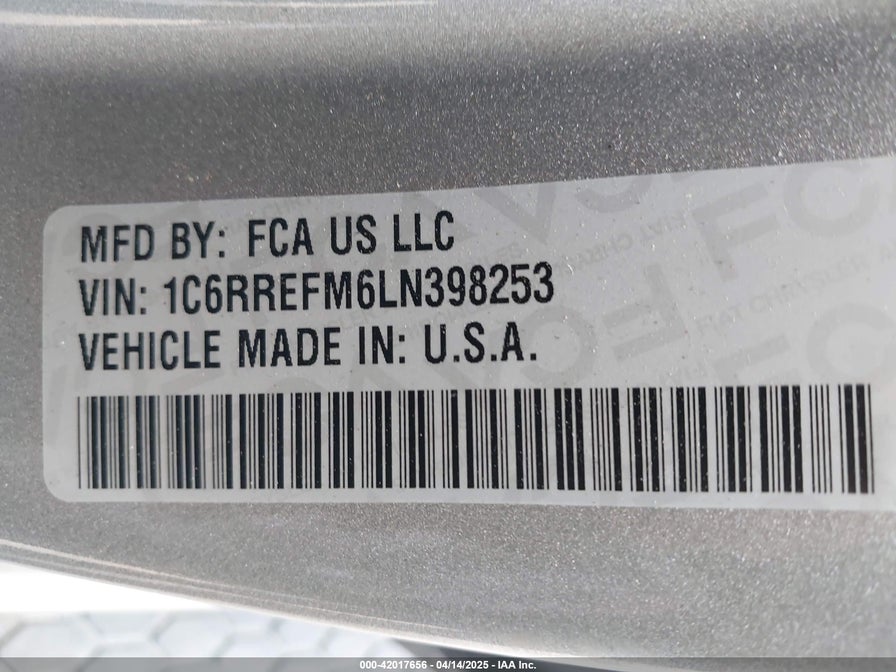 MFD BY: FCA US LLC
VIN: 1C6RREFM6LN398253
VEHICLE MADE IN: U.S.A.
000-42017656 - 04/14/2025 - IAA Inc.